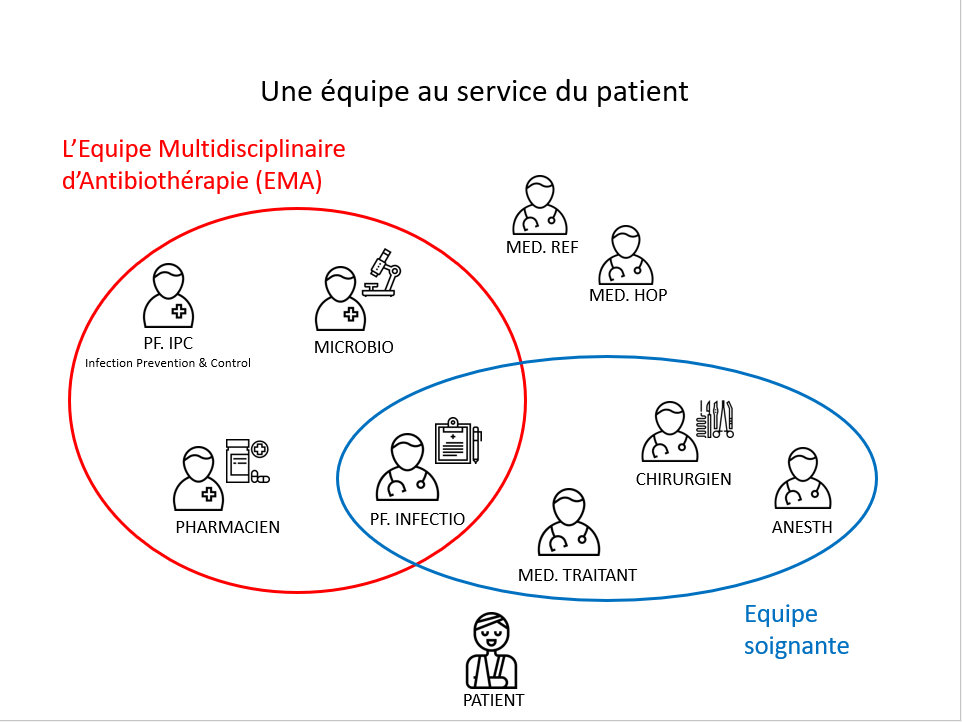 Une équipe au service du patient
L’Equipe Multidisciplinaire
d’Antibiothérapie (EMA)
MED. REF
MED. HOP
PF. IPC
Infection Prevention & Control
MICROBIO
CHIRURGIEN
PHARMACIEN
PF. INFECTIO
ANESTH
MED. TRAITANT
Equipe
soignante
PATIENT